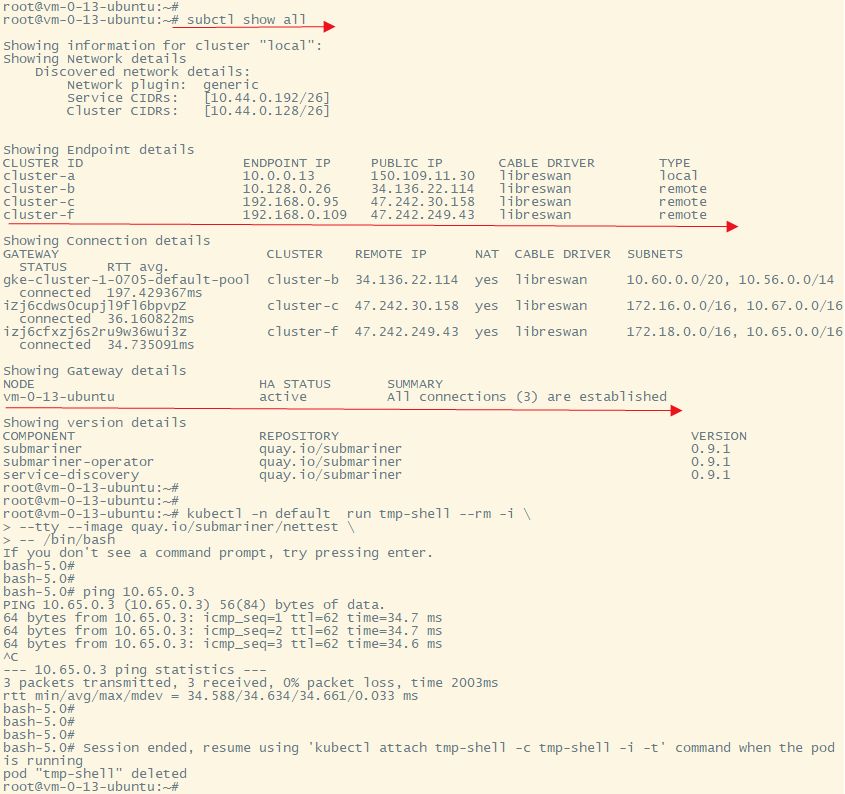 root@vm-0-13-ubuntu:~#
root@vm-0-13-ubuntu:~# subctl show all
Showing information for cluster "local":
Showing Network details
    Discovered network details:
        Network plugin:  generic
        Service CIDRs:   [10.44.0.192/26]
        Cluster CIDRs:   [10.44.0.128/26]
Showing Endpoint details
CLUSTER ID                    ENDPOINT IP     PUBLIC IP       CABLE DRIVER        TYPE
cluster-a                     10.0.0.13       150.109.11.30   libreswan           local
cluster-b                     10.128.0.26     34.136.22.114   libreswan           remote
cluster-c                     192.168.0.95    47.242.30.158   libreswan           remote
cluster-f                     192.168.0.109   47.242.249.43   libreswan           remote
Showing Connection details
GATEWAY                          CLUSTER    REMOTE IP      NAT  CABLE DRIVER  SUBNETS
  STATUS     RTT avg.
gke-cluster-1-0705-default-pool  cluster-b  34.136.22.114  yes  libreswan     10.60.0.0/20, 10.56.0.0/14
  connected  197.429367ms
izj6cdws0cupjl9fl6bpvpZ          cluster-c  47.242.30.158  yes  libreswan     172.16.0.0/16, 10.67.0.0/16
  connected  36.160822ms
izj6cfxzj6s2ru9w36wui3z          cluster-f  47.242.249.43  yes  libreswan     172.18.0.0/16, 10.65.0.0/16
  connected  34.735091ms
Showing Gateway details
NODE                            HA STATUS       SUMMARY
vm-0-13-ubuntu                  active          All connections (3) are established
Showing version details
COMPONENT                       REPOSITORY                                            VERSION
submariner                      quay.io/submariner                                    0.9.1
submariner-operator             quay.io/submariner                                    0.9.1
service-discovery               quay.io/submariner                                    0.9.1
root@vm-0-13-ubuntu:~#
root@vm-0-13-ubuntu:~#
root@vm-0-13-ubuntu:~# kubectl -n default  run tmp-shell --rm -i \
> --tty --image quay.io/submariner/nettest \
> -- /bin/bash
If you don't see a command prompt, try pressing enter.
bash-5.0#
bash-5.0#
bash-5.0# ping 10.65.0.3
PING 10.65.0.3 (10.65.0.3) 56(84) bytes of data.
64 bytes from 10.65.0.3: icmp_seq=1 ttl=62 time=34.7 ms
64 bytes from 10.65.0.3: icmp_seq=2 ttl=62 time=34.7 ms
64 bytes from 10.65.0.3: icmp_seq=3 ttl=62 time=34.6 ms
^C
--- 10.65.0.3 ping statistics ---
3 packets transmitted, 3 received, 0% packet loss, time 2003ms
rtt min/avg/max/mdev = 34.588/34.634/34.661/0.033 ms
bash-5.0#
bash-5.0#
bash-5.0#
bash-5.0# Session ended, resume using 'kubectl attach tmp-shell -c tmp-shell -i -t' command when the pod
is running
pod "tmp-shell" deleted
root@vm-0-13-ubuntu:~#